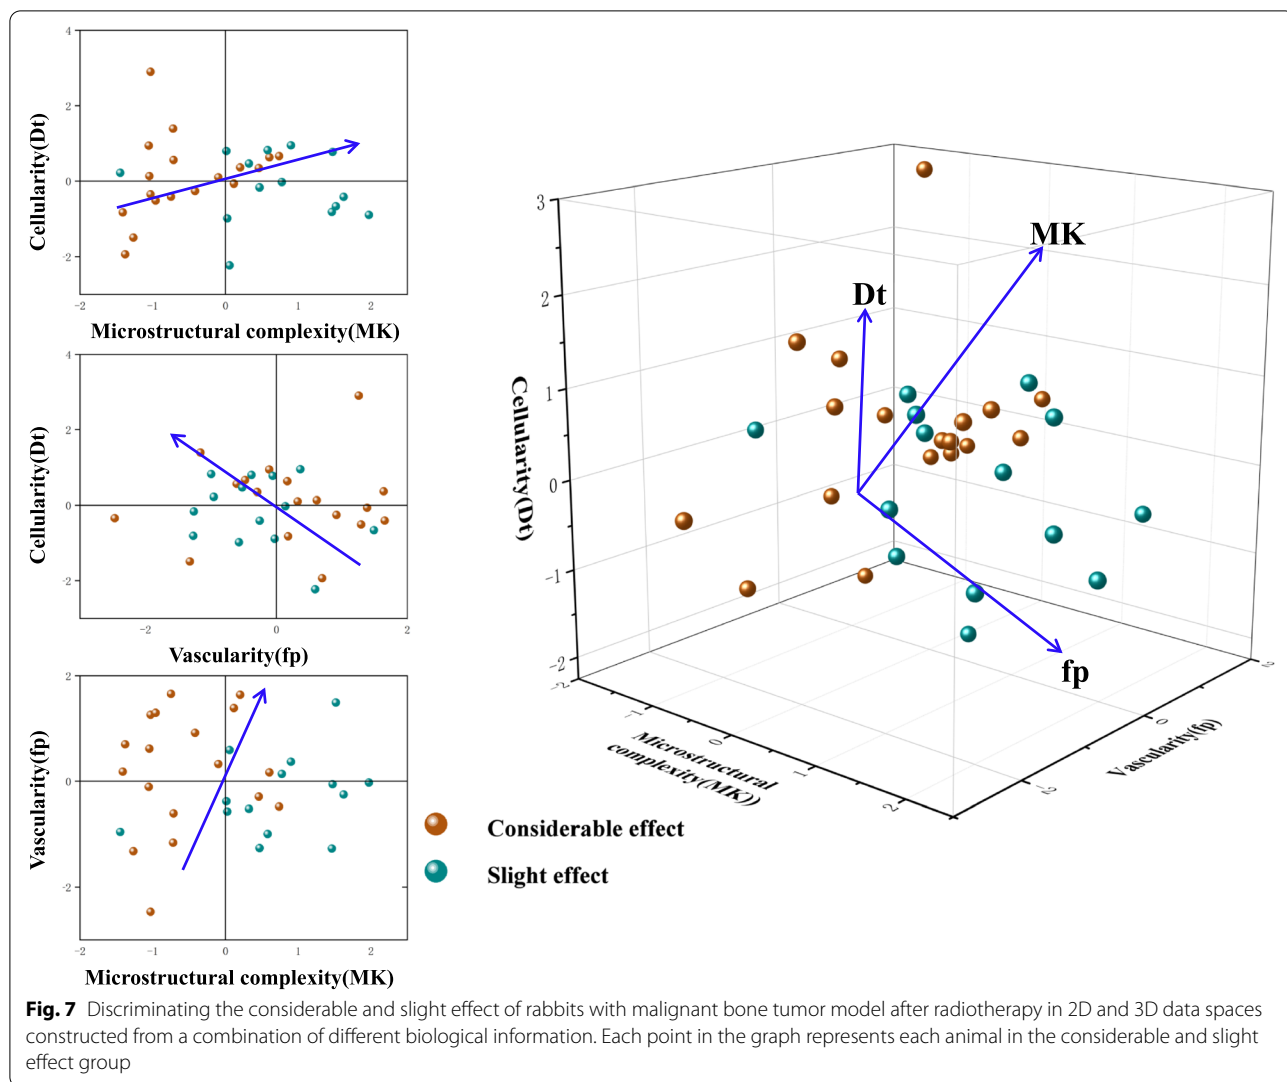 4
2
0
-2
-2
-1
0
1
2
Cellularity(Dt)
Microstructural complexity(MK)
4
2
0
-2
-2
0
2
Cellularity(Dt)
Vascularity(fp)
2
0
-2
-2
-1
0
1
2
Vascularity(fp)
Microstructural complexity(MK)
3
2
1
0
-1
-2
Cellularity(Dt)
-2
-1
0
1
2
Microstructural
complexity(MK))
-2
0
2
Vascularity(fp)
MK
Dt
fp
Considerable effect
Slight effect
Fig. 7 Discriminating the considerable and slight effect of rabbits with malignant bone tumor model after radiotherapy in 2D and 3D data spaces
constructed from a combination of different biological information. Each point in the graph represents each animal in the considerable and slight
effect group